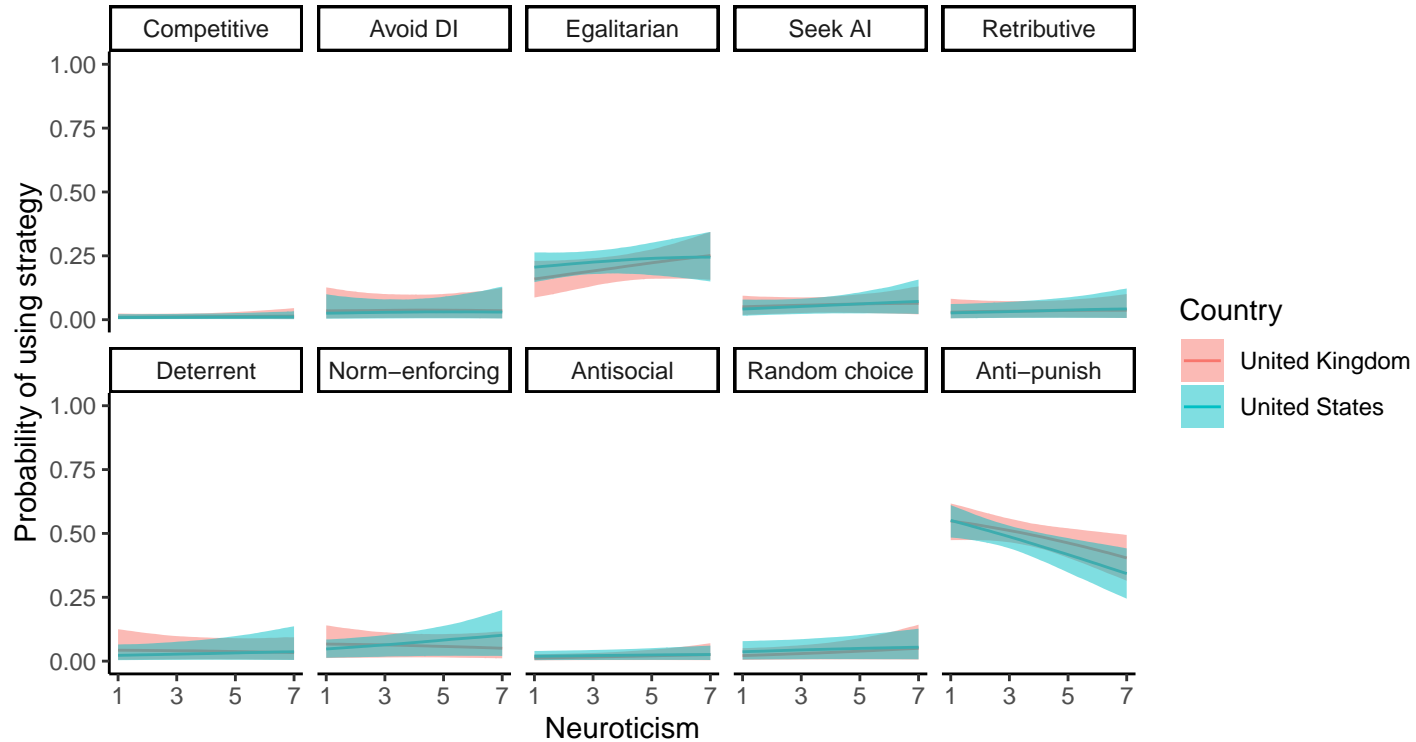 Competitive Avoid DI Egalitarian Seek AI Retributive
1.00
0.75
0.50
0.25
0.00
Deterrent Norm−enforcing Antisocial Random choice Anti−punish
1.00
0.75
0.50
0.25
0.00
1 3 5 7 1 3 5 7 1 3 5 7 1 3 5 7 1 3 5 7
Neuroticism
Probability of using strategy
Country
United Kingdom
United States